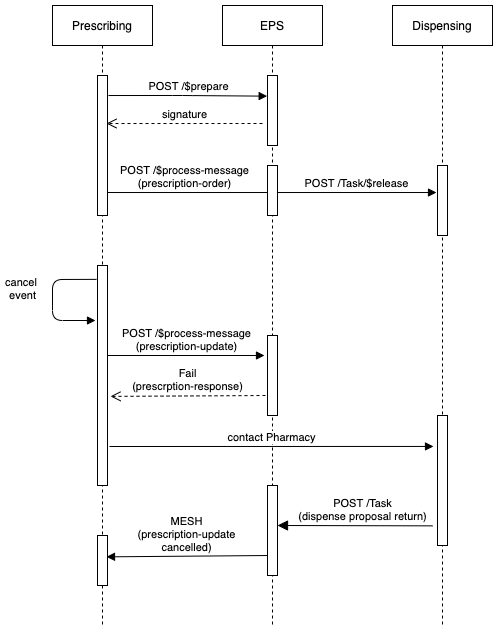 Prescribing
EPS
Dispensing
POST /$prepare
signature
POST /$process-message
(prescription-order)
POST /Task/$release
cancel
event
POST /$process-message
(prescription-update)
Fail
(prescrption-response)
contact Pharmacy
POST /Task
(dispense proposal return)
MESH
(prescription-update
cancelled)